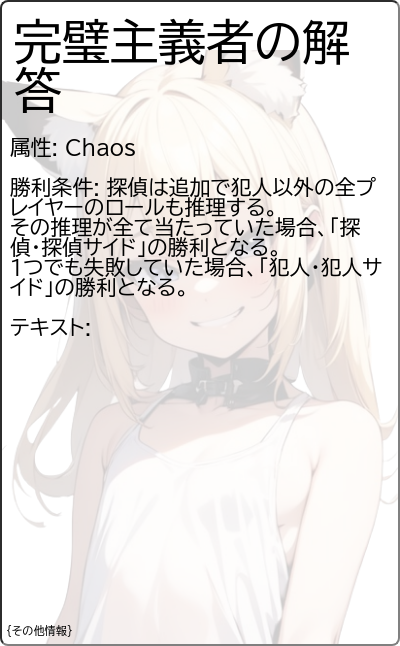 完璧主義者の解
答
属性: Chaos
勝利条件: 探偵は追加で犯人以外の全プ
レイヤーのロールも推理する。
その推理が全て当たっていた場合、「探
偵・探偵サイド」の勝利となる。
1つでも失敗していた場合、「犯人・犯人サ
イド」の勝利となる。
テキスト:
{その他情報}